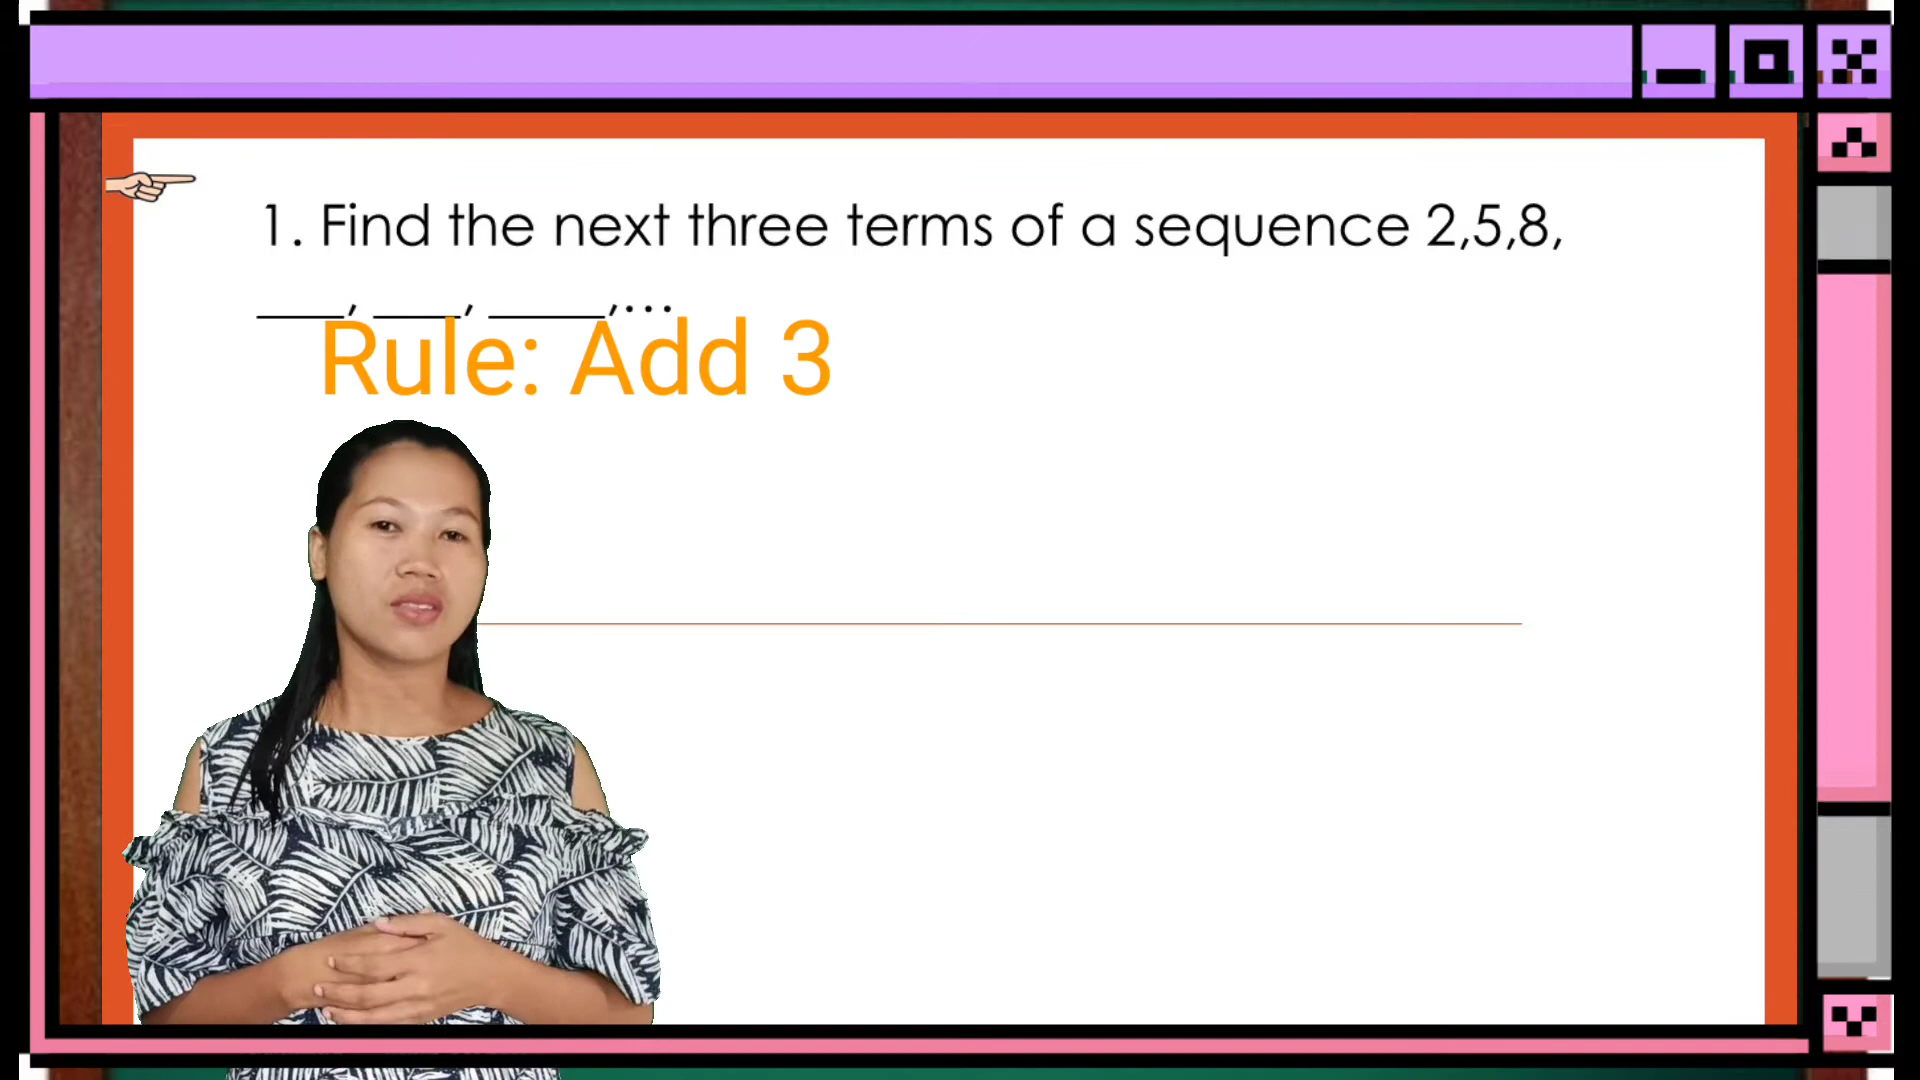 1. Find the next three terms of a sequence 2,5,8,
___, ___, ____,...
Rule: Add 3